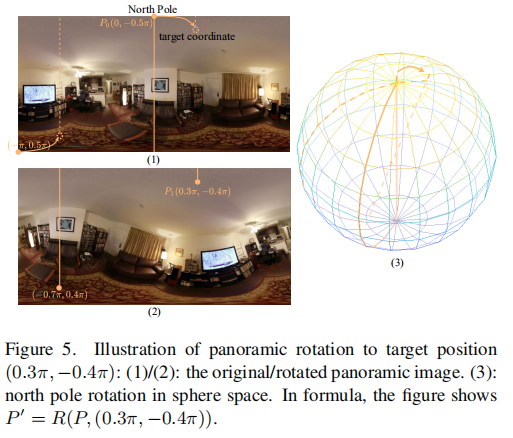 North Pole
P₀(0, −0.5π)
target coordinate
(−π, 0.5π)
(1)
P₁(0.3π, −0.4π)
(−0.7π, 0.4π)
(2)
(3)
Figure 5. Illustration of panoramic rotation to target position
(0.3π, −0.4π): (1)/(2): the original/rotated panoramic image. (3):
north pole rotation in sphere space. In formula, the figure shows
P′ = R(P, (0.3π, −0.4π)).